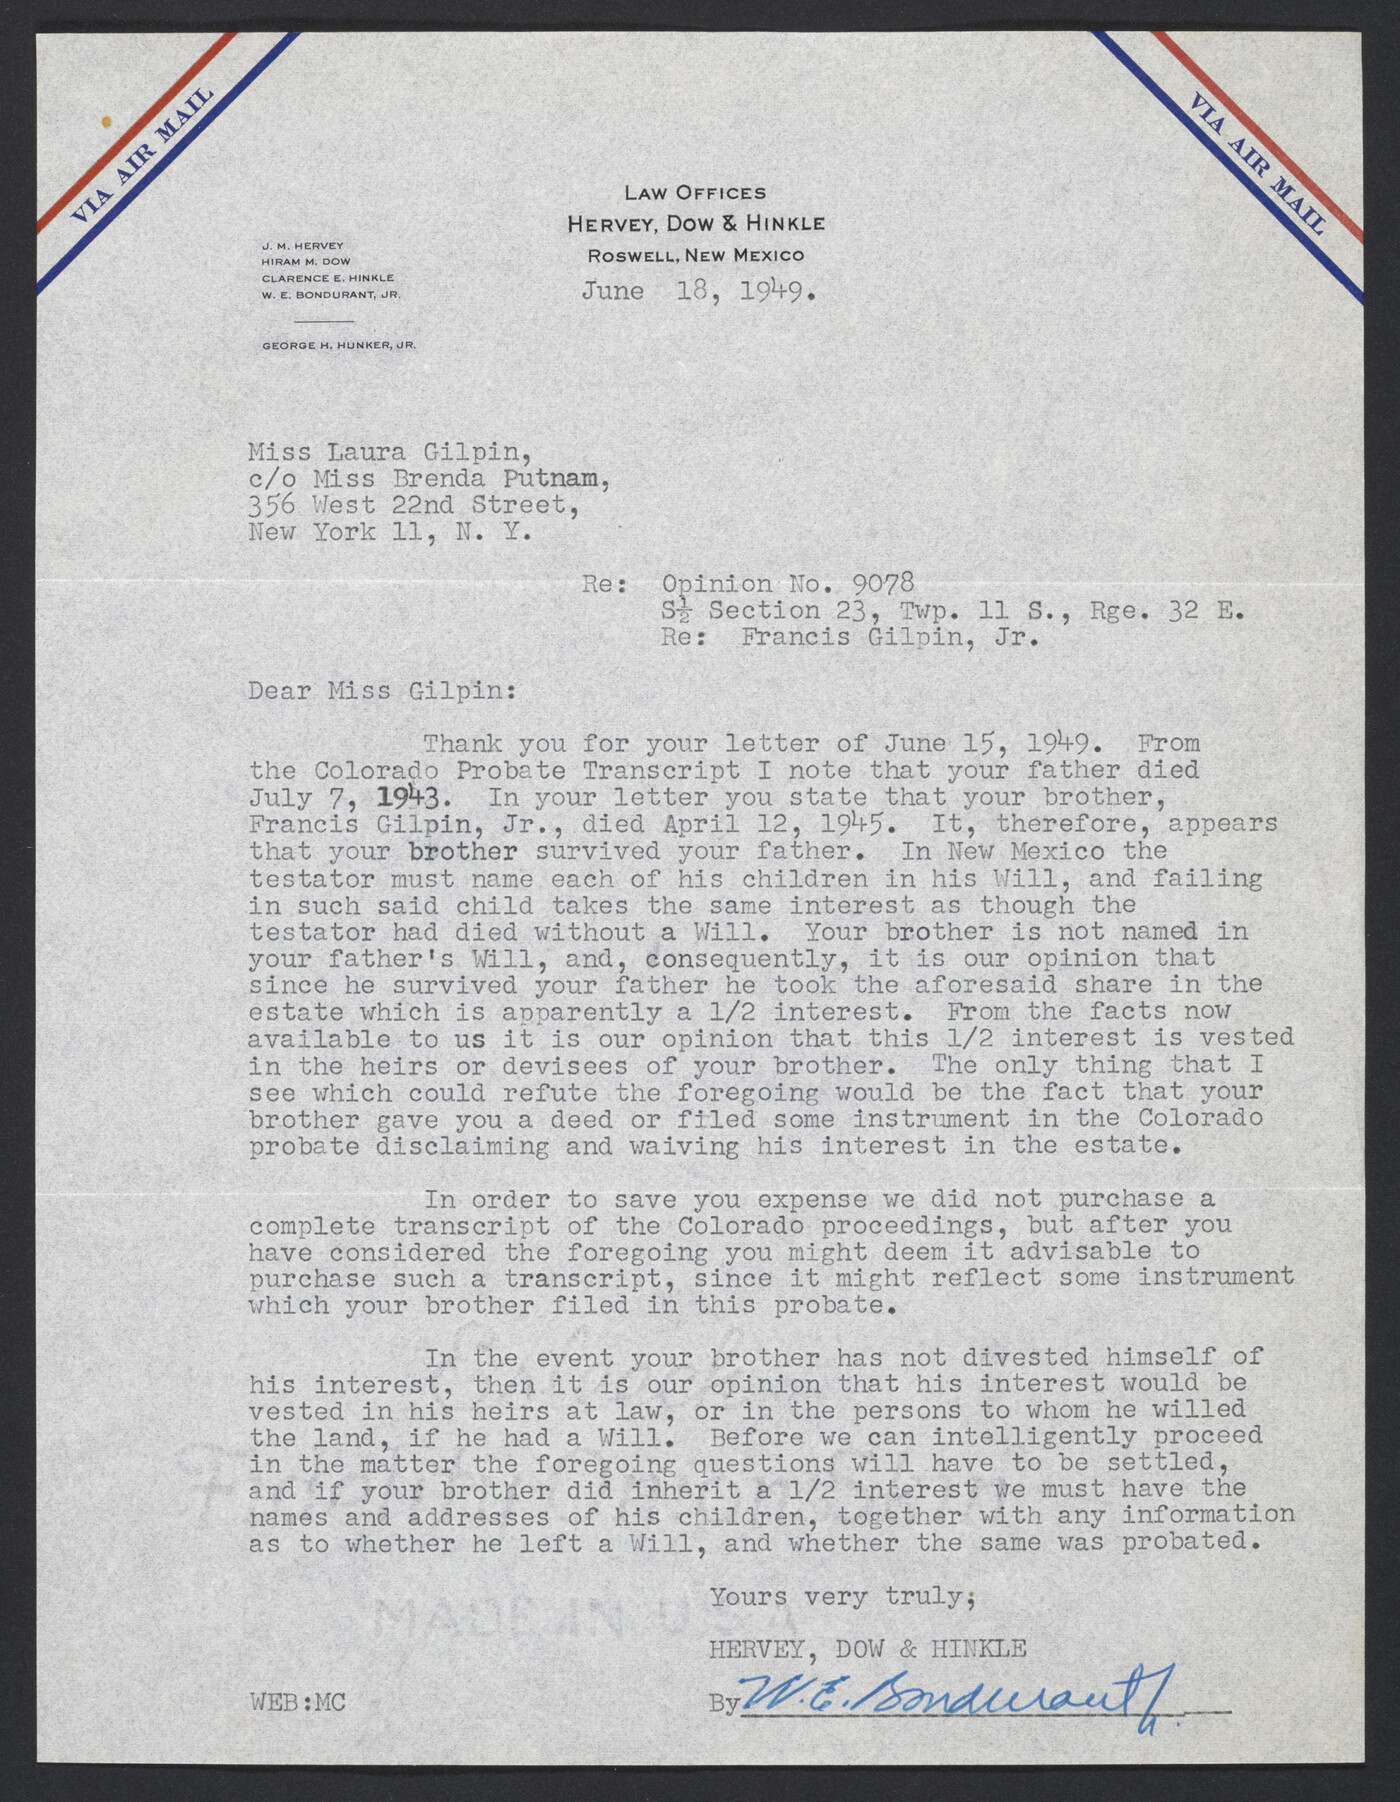 VIA AIR MAIL
VIA AIR MAIL
LAW OFFICES
HERVEY, DOW & HINKLE
ROSWELL, NEW MEXICO
J. M. HERVEY
HIRAM M. DOW
CLARENCE E. HINKLE
W. E. BONDURANT, JR.
GEORGE H. HUNKER, JR.
June 18, 1949.
Miss Laura Gilpin,
c/o Miss Brenda Putnam,
356 West 22nd Street,
New York 11, N. Y.
Re: Opinion No. 9078
S½ Section 23, Twp. 11 S., Rge. 32 E.
Re: Francis Gilpin, Jr.
Dear Miss Gilpin:
Thank you for your letter of June 15, 1949. From
the Colorado Probate Transcript I note that your father died
July 7, 1943. In your letter you state that your brother,
Francis Gilpin, Jr., died April 12, 1945. It, therefore, appears
that your brother survived your father. In New Mexico the
testator must name each of his children in his Will, and failing
in such said child takes the same interest as though the
testator had died without a Will. Your brother is not named in
your father's Will, and, consequently, it is our opinion that
since he survived your father he took the aforesaid share in the
estate which is apparently a 1/2 interest. From the facts now
available to us it is our opinion that this 1/2 interest is vested
in the heirs or devisees of your brother. The only thing that I
see which could refute the foregoing would be the fact that your
brother gave you a deed or filed some instrument in the Colorado
probate disclaiming and waiving his interest in the estate.
In order to save you expense we did not purchase a
complete transcript of the Colorado proceedings, but after you
have considered the foregoing you might deem it advisable to
purchase such a transcript, since it might reflect some instrument
which your brother filed in this probate.
In the event your brother has not divested himself of
his interest, then it is our opinion that his interest would be
vested in his heirs at law, or in the persons to whom he willed
the land, if he had a Will. Before we can intelligently proceed
in the matter the foregoing questions will have to be settled,
and if your brother did inherit a 1/2 interest we must have the
names and addresses of his children, together with any information
as to whether he left a Will, and whether the same was probated.
Yours very truly;
MADE IN U S A
HERVEY, DOW & HINKLE
WEB:MC
By W. E. Bondurant Jr.